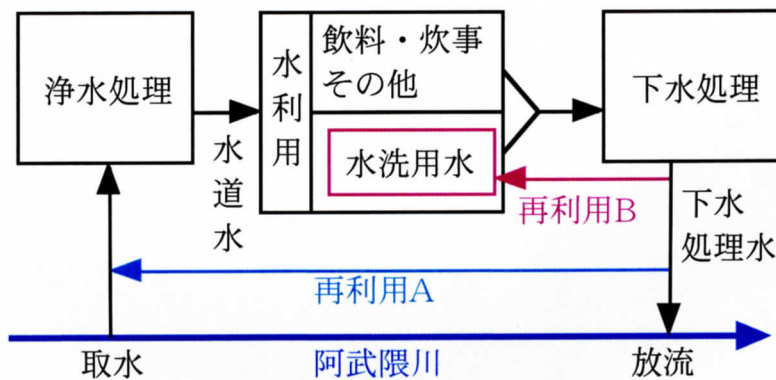 浄水処理
水道水
水利用
飲料・炊事
その他
水洗用水
下水処理
再利用B
下水
処理水
再利用A
取水
阿武隈川
放流